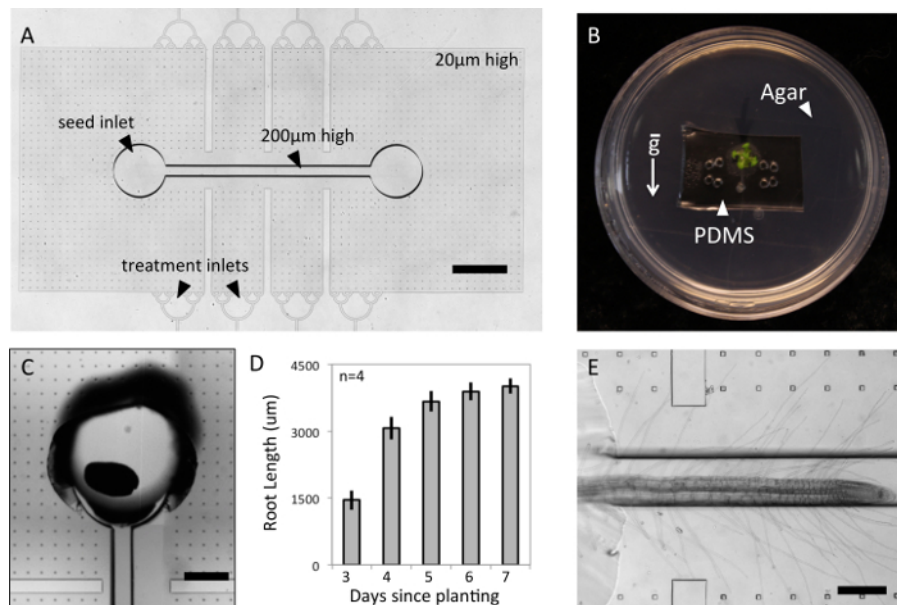 A
20μm high
seed inlet
200μm high
treatment inlets
B
Agar
g̅
PDMS
C
D
n=4
4500
3000
1500
0
Root Length (um)
3 4 5 6 7
Days since planting
E